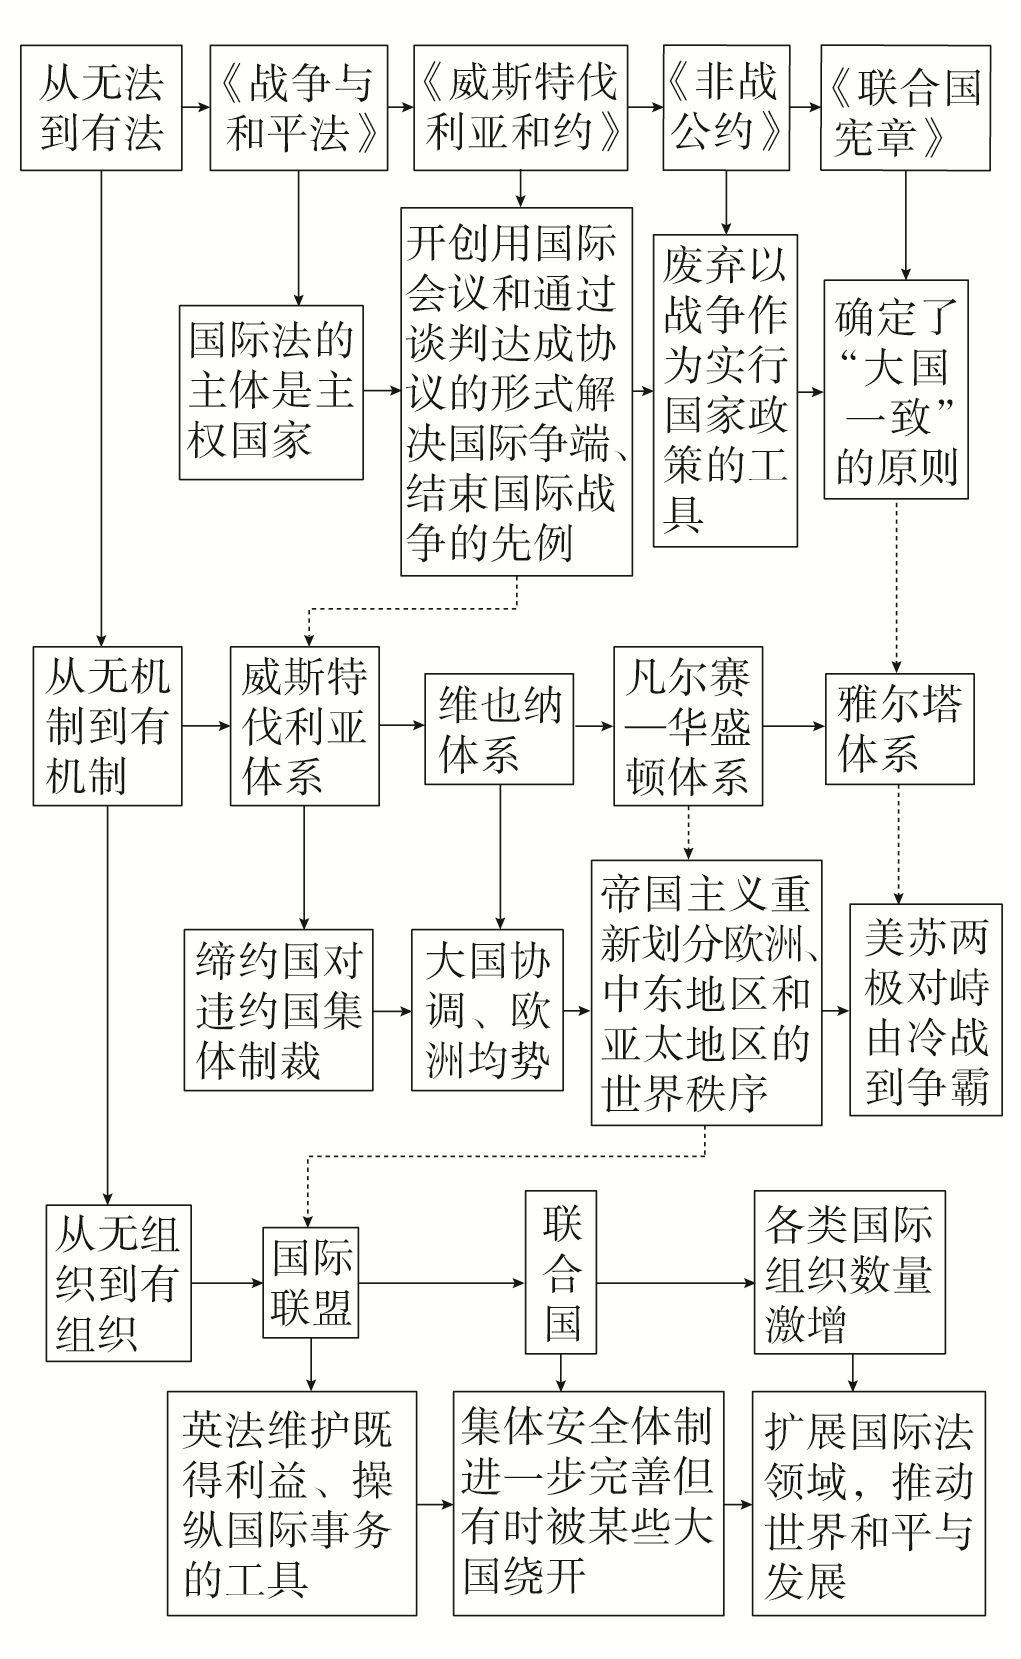 从无法
到有法
《战争与
和平法》
《威斯特伐
利亚和约》
《非战
公约》
《联合国
宪章》
国际法的
主体是主
权国家
开创用国际
会议和通过
谈判达成协
议的形式解
决国际争端、
结束国际战
争的先例
废弃以
战争作
为实行
国家政
策的工
具
确定了
“大国
一致”
的原则
从无机
制到有
机制
威斯特
伐利亚
体系
维也纳
体系
凡尔赛
—华盛
顿体系
雅尔塔
体系
缔约国对
违约国集
体制裁
大国协
调、欧
洲均势
帝国主义重
新划分欧洲、
中东地区和
亚太地区的
世界秩序
美苏两
极对峙
由冷战
到争霸
从无组
织到有
组织
国际
联盟
联
合
国
各类国际
组织数量
激增
英法维护既
得利益、操
纵国际事务
的工具
集体安全体制
进一步完善但
有时被某些大
国绕开
扩展国际法
领域，推动
世界和平与
发展